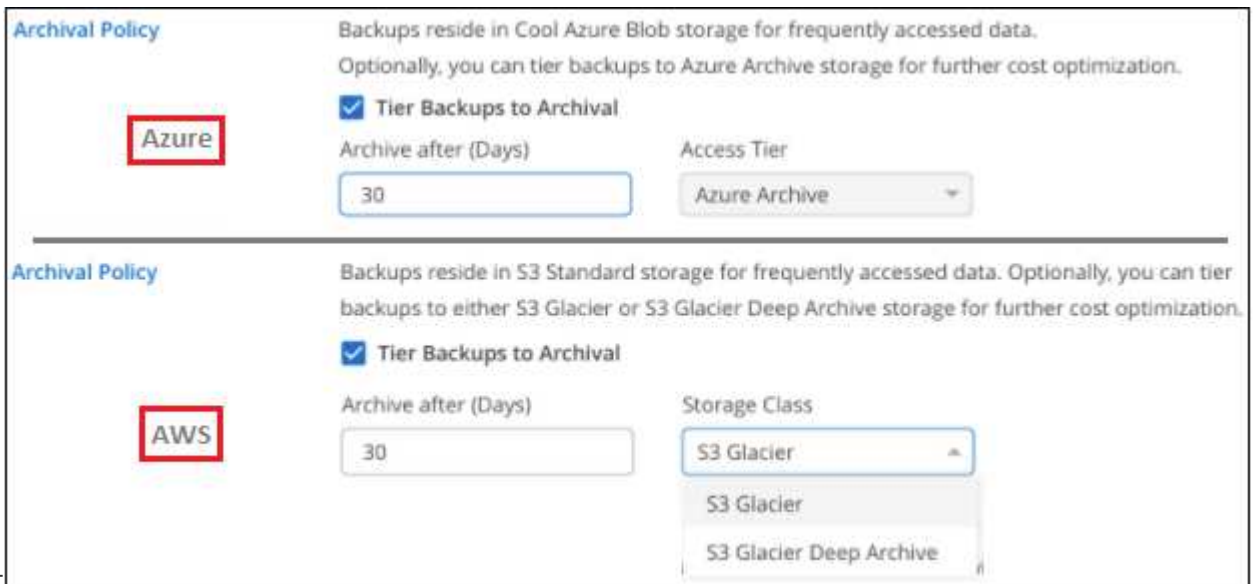 Archival Policy
Backups reside in Cool Azure Blob storage for frequently accessed data.
Optionally, you can tier backups to Azure Archive storage for further cost optimization.
Tier Backups to Archival
Azure
Archive after (Days)
Access Tier
30
Azure Archive
Archival Policy
Backups reside in S3 Standard storage for frequently accessed data. Optionally, you can tier
backups to either S3 Glacier or S3 Glacier Deep Archive storage for further cost optimization.
Tier Backups to Archival
Archive after (Days)
Storage Class
AWS
30
S3 Glacier
S3 Glacier
S3 Glacier Deep Archive